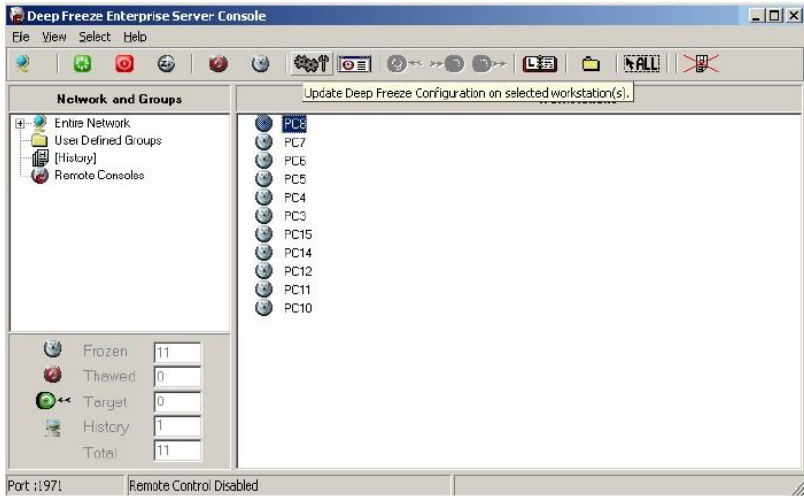 Deep Freeze Enterprise Server Console
File View Select Help
ALL
Update Deep Freeze Configuration on selected workstation(s).
Network and Groups
Entire Network
User Defined Groups
[History]
Remote Consoles
PC8
PC7
PC6
PC5
PC4
PC3
PC15
PC14
PC12
PC11
PC10
Frozen 11
Thawed 0
Target 0
History 1
Total 11
Port :1971 Remote Control Disabled